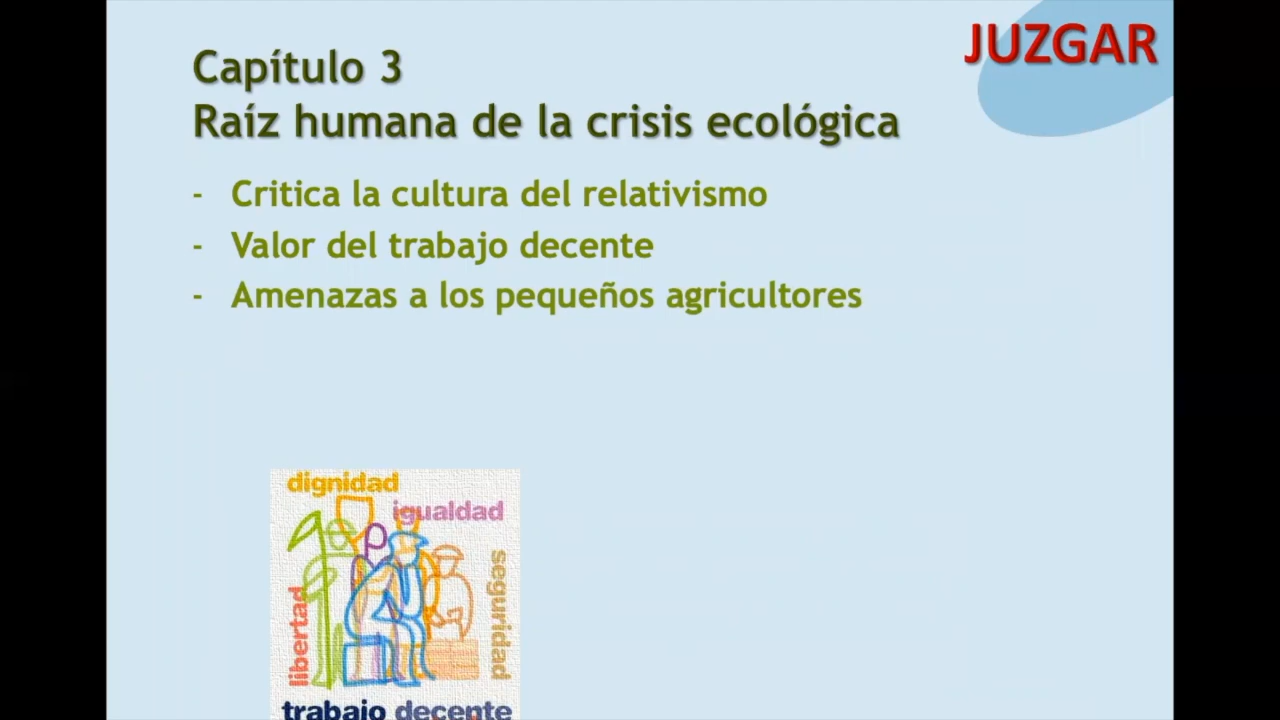 JUZGAR
Capítulo 3
Raíz humana de la crisis ecológica
- Critica la cultura del relativismo
- Valor del trabajo decente
- Amenazas a los pequeños agricultores
dignidad
igualdad
seguridad
libertad
trabajo decente